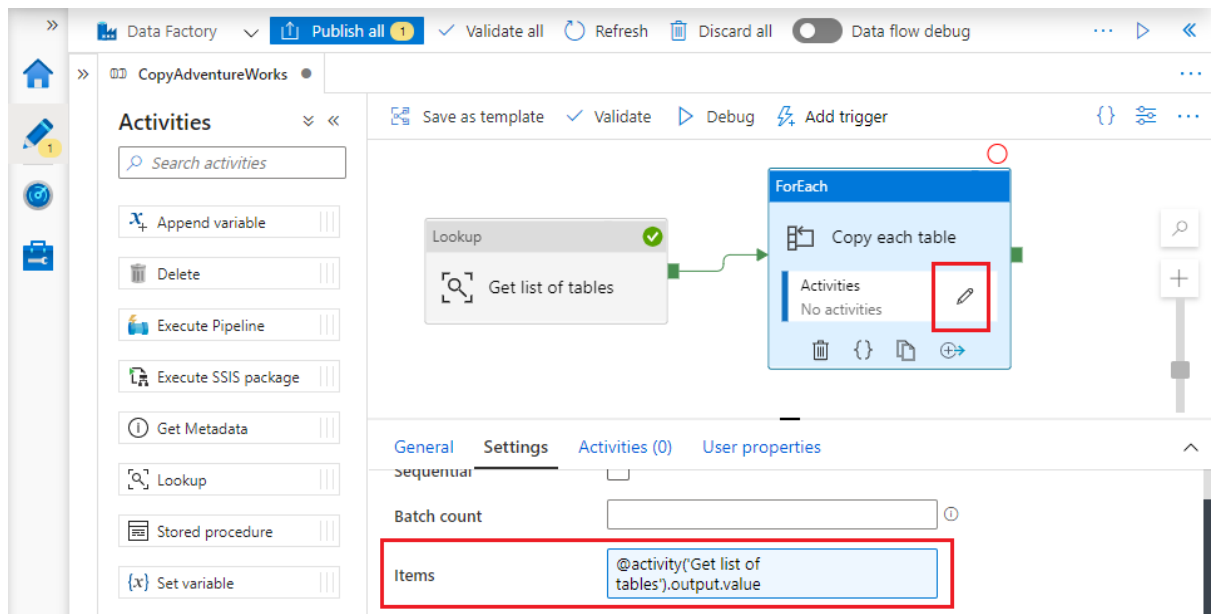 Data Factory
Publish all 1
Validate all
Refresh
Discard all
Data flow debug
CopyAdventureWorks
1
Activities
Search activities
Append variable
Delete
Execute Pipeline
Execute SSIS package
Get Metadata
Lookup
Stored procedure
{x} Set variable
Save as template
Validate
Debug
Add trigger
{}
Lookup
Get list of tables
ForEach
Copy each table
Activities
No activities
{}
General
Settings
Activities (0)
User properties
Sequential
Batch count
Items
@activity('Get list of
tables').output.value